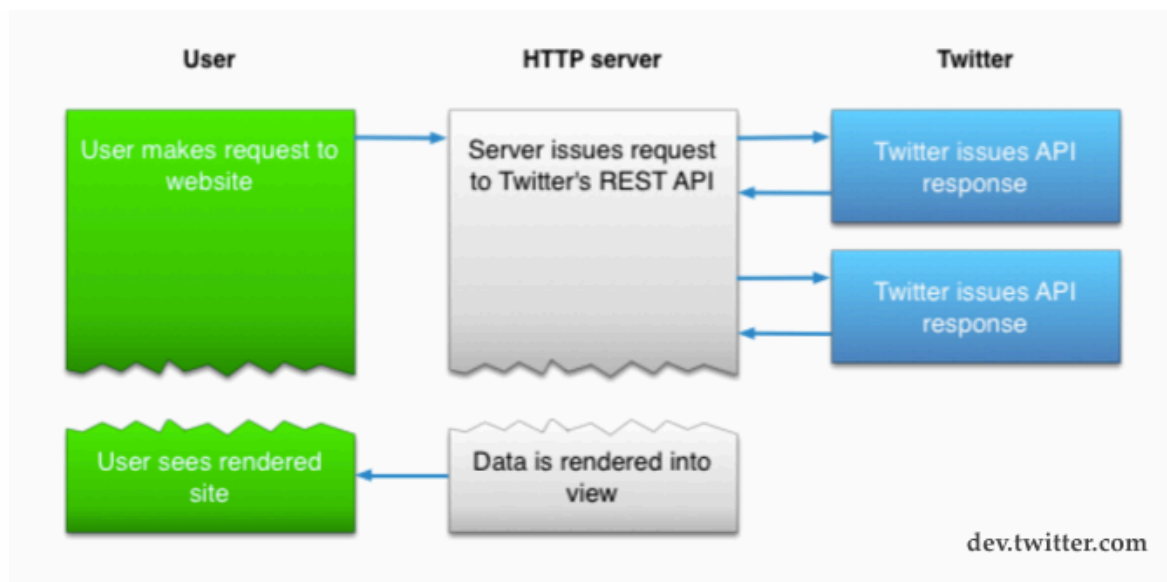 User
HTTP server
Twitter
User makes request to
website
Server issues request
to Twitter's REST API
Twitter issues API
response
Twitter issues API
response
User sees rendered
site
Data is rendered into
view
dev.twitter.com